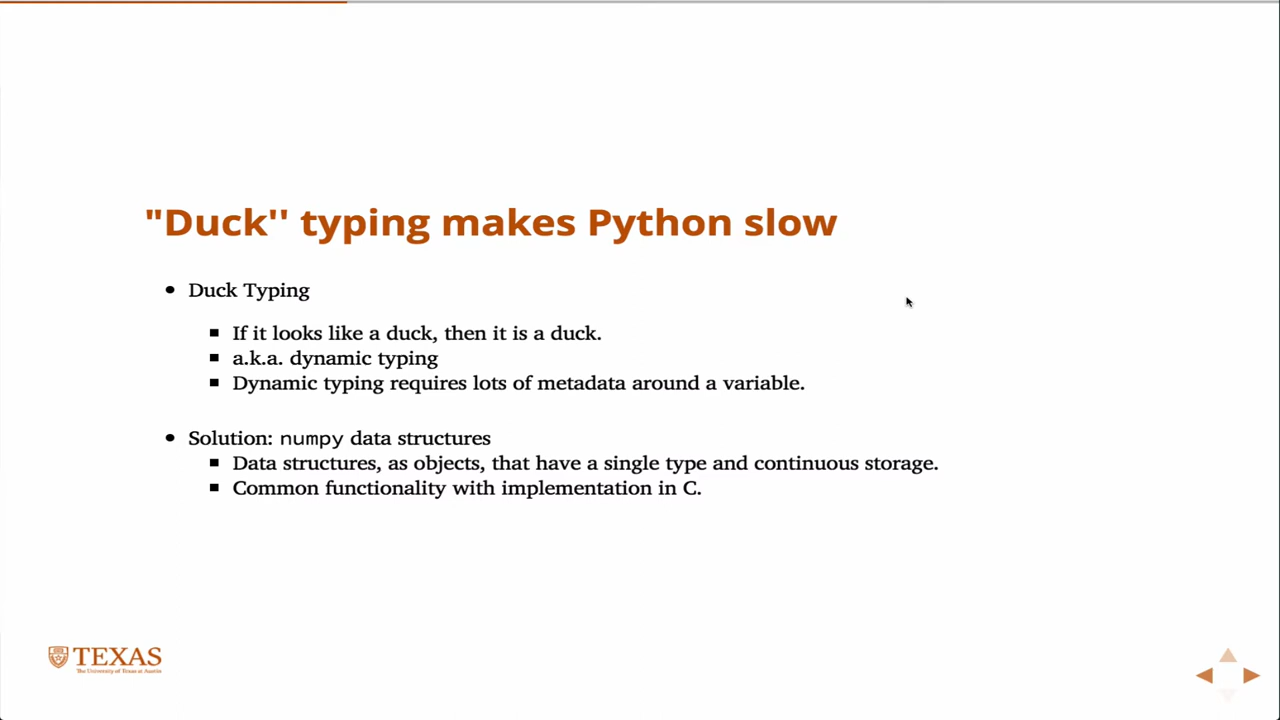 "Duck'' typing makes Python slow
Duck Typing
If it looks like a duck, then it is a duck.
a.k.a. dynamic typing
Dynamic typing requires lots of metadata around a variable.
Solution: numpy data structures
Data structures, as objects, that have a single type and continuous storage.
Common functionality with implementation in C.
TEXAS
The University of Texas at Austin